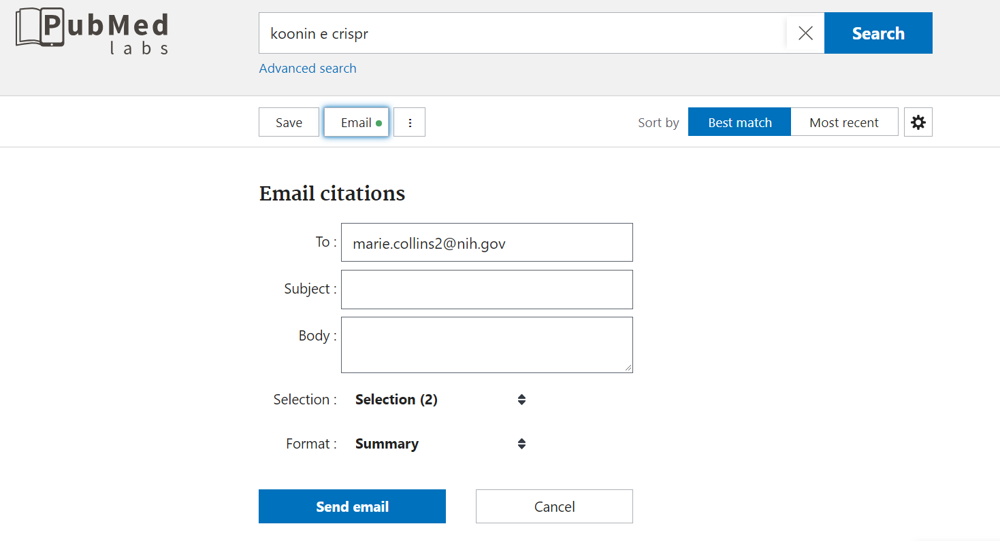 PubMed
labs
koonin e crispr
Search
Advanced search
Save
Email
Sort by
Best match
Most recent
Email citations
To :
marie.collins2@nih.gov
Subject :
Body :
Selection :
Selection (2)
Format :
Summary
Send email
Cancel